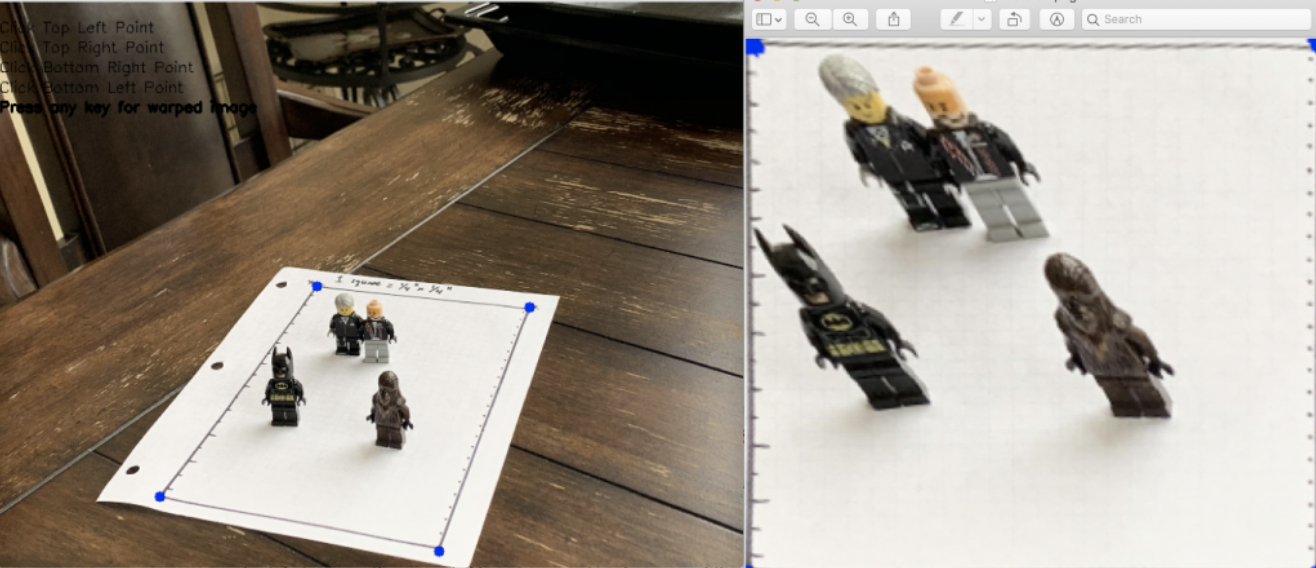 Click Top Left Point
Click Top Right Point
Click Bottom Right Point
Click Bottom Left Point
Press any key for warped image
1 square = 1/4" x 1/4"
Search